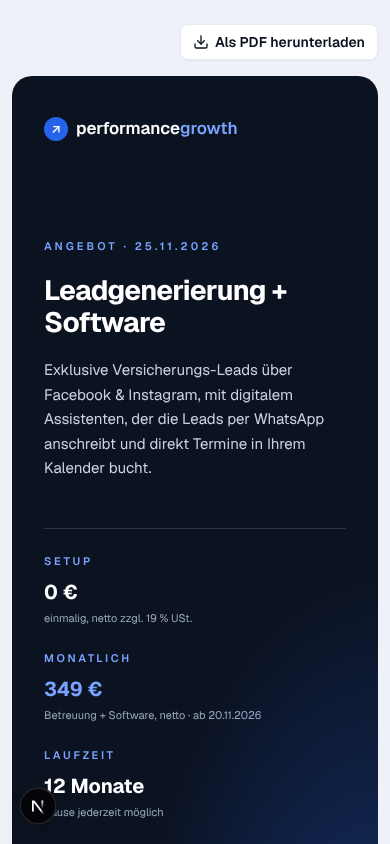 Als PDF herunterladen
performancegrowth
ANGEBOT · 25.11.2026
Leadgenerierung +
Software
Exklusive Versicherungs-Leads über
Facebook & Instagram, mit digitalem
Assistenten, der die Leads per WhatsApp
anschreibt und direkt Termine in Ihrem
Kalender bucht.
SETUP
0 €
einmalig, netto zzgl. 19 % USt.
MONATLICH
349 €
Betreuung + Software, netto · ab 20.11.2026
LAUFZEIT
12 Monate
N
jederzeit möglich